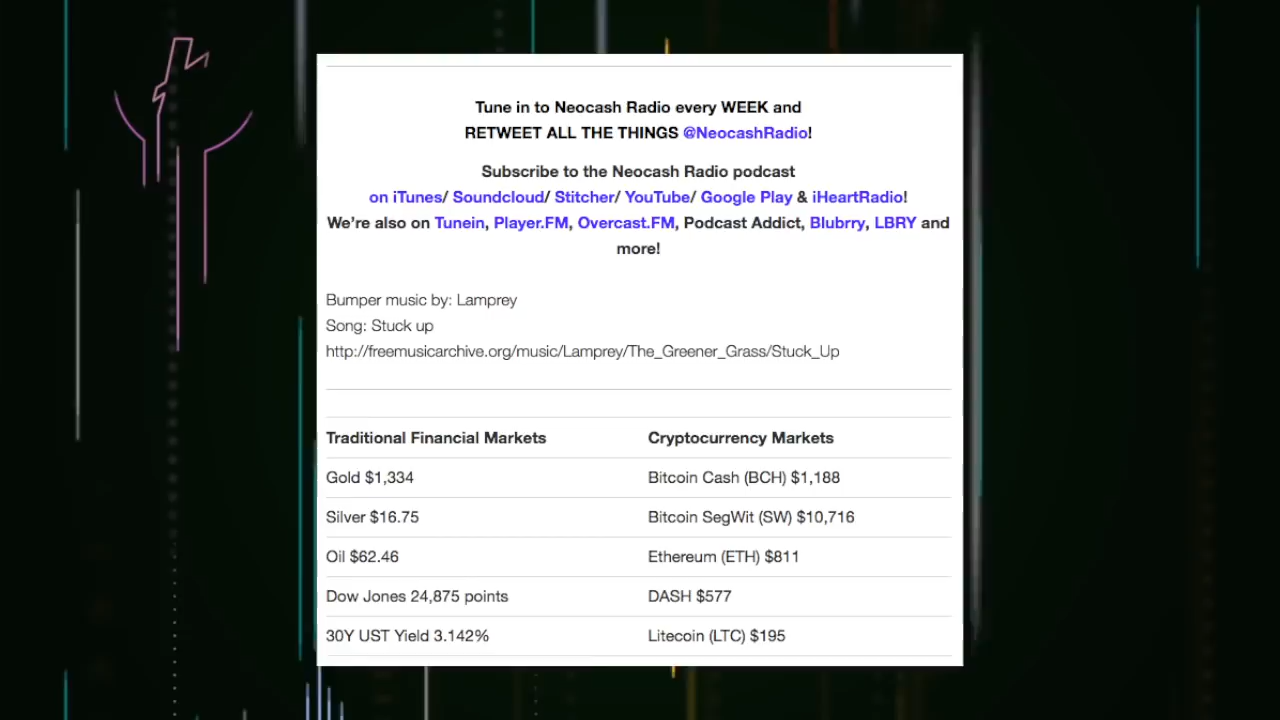 Tune in to Neocash Radio every WEEK and
RETWEET ALL THE THINGS @NeocashRadio!
Subscribe to the Neocash Radio podcast
on iTunes/ Soundcloud/ Stitcher/ YouTube/ Google Play & iHeartRadio!
We’re also on Tunein, Player.FM, Overcast.FM, Podcast Addict, Blubrry, LBRY and
more!
Bumper music by: Lamprey
Song: Stuck up
http://freemusicarchive.org/music/Lamprey/The_Greener_Grass/Stuck_Up
Traditional Financial Markets Cryptocurrency Markets
Gold $1,334 Bitcoin Cash (BCH) $1,188
Silver $16.75 Bitcoin SegWit (SW) $10,716
Oil $62.46 Ethereum (ETH) $811
Dow Jones 24,875 points DASH $577
30Y UST Yield 3.142% Litecoin (LTC) $195